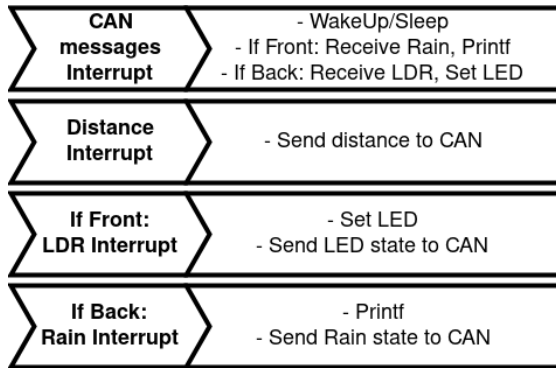 CAN
messages
Interrupt
- WakeUp/Sleep
- If Front: Receive Rain, Printf
- If Back: Receive LDR, Set LED
Distance
Interrupt
- Send distance to CAN
If Front:
LDR Interrupt
- Set LED
- Send LED state to CAN
If Back:
Rain Interrupt
- Printf
- Send Rain state to CAN